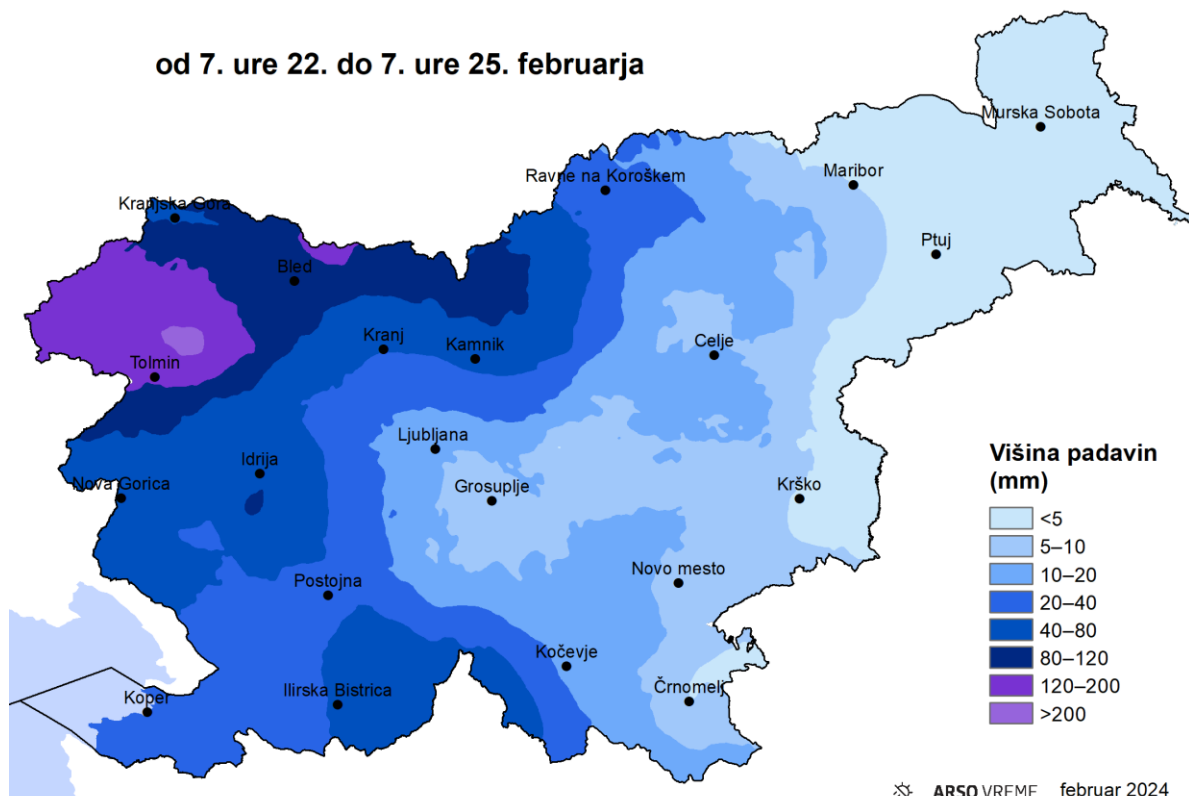 od 7. ure 22. do 7. ure 25. februarja
Murska Sobota
Ravne na Koroškem
Maribor
Kranjska Gora
Ptuj
Bled
Kranj
Kamnik
Celje
Tolmin
Ljubljana
Idrija
Nova Gorica
Grosuplje
Krško
Postojna
Novo mesto
Kočevje
Koper
Ilirska Bistrica
Črnomelj
Višina padavin
(mm)
<5
5–10
10–20
20–40
40–80
80–120
120–200
>200
ARSO VREME februar 2024